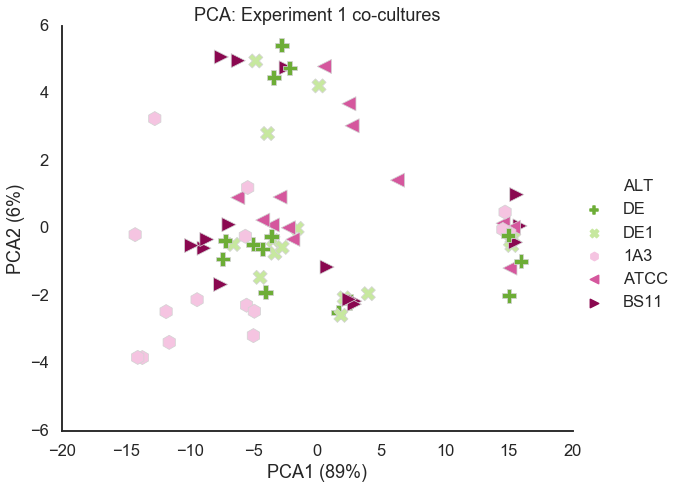 PCA: Experiment 1 co-cultures
6
4
2
0
−2
−4
−6
PCA2 (6%)
−20 −15 −10 −5 0 5 10 15 20
PCA1 (89%)
ALT
DE
DE1
1A3
ATCC
BS11